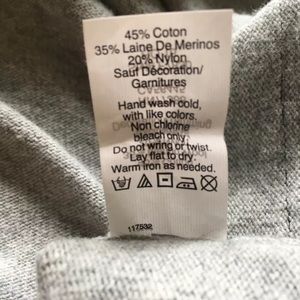 45% Coton
35% Laine De Merinos
20% Nylon
Sauf Décoration/
Garnitures
Hand wash cold,
with like colors.
Non chlorine
bleach only.
Do not wring or twist.
Lay flat to dry.
Warm iron as needed.
117532